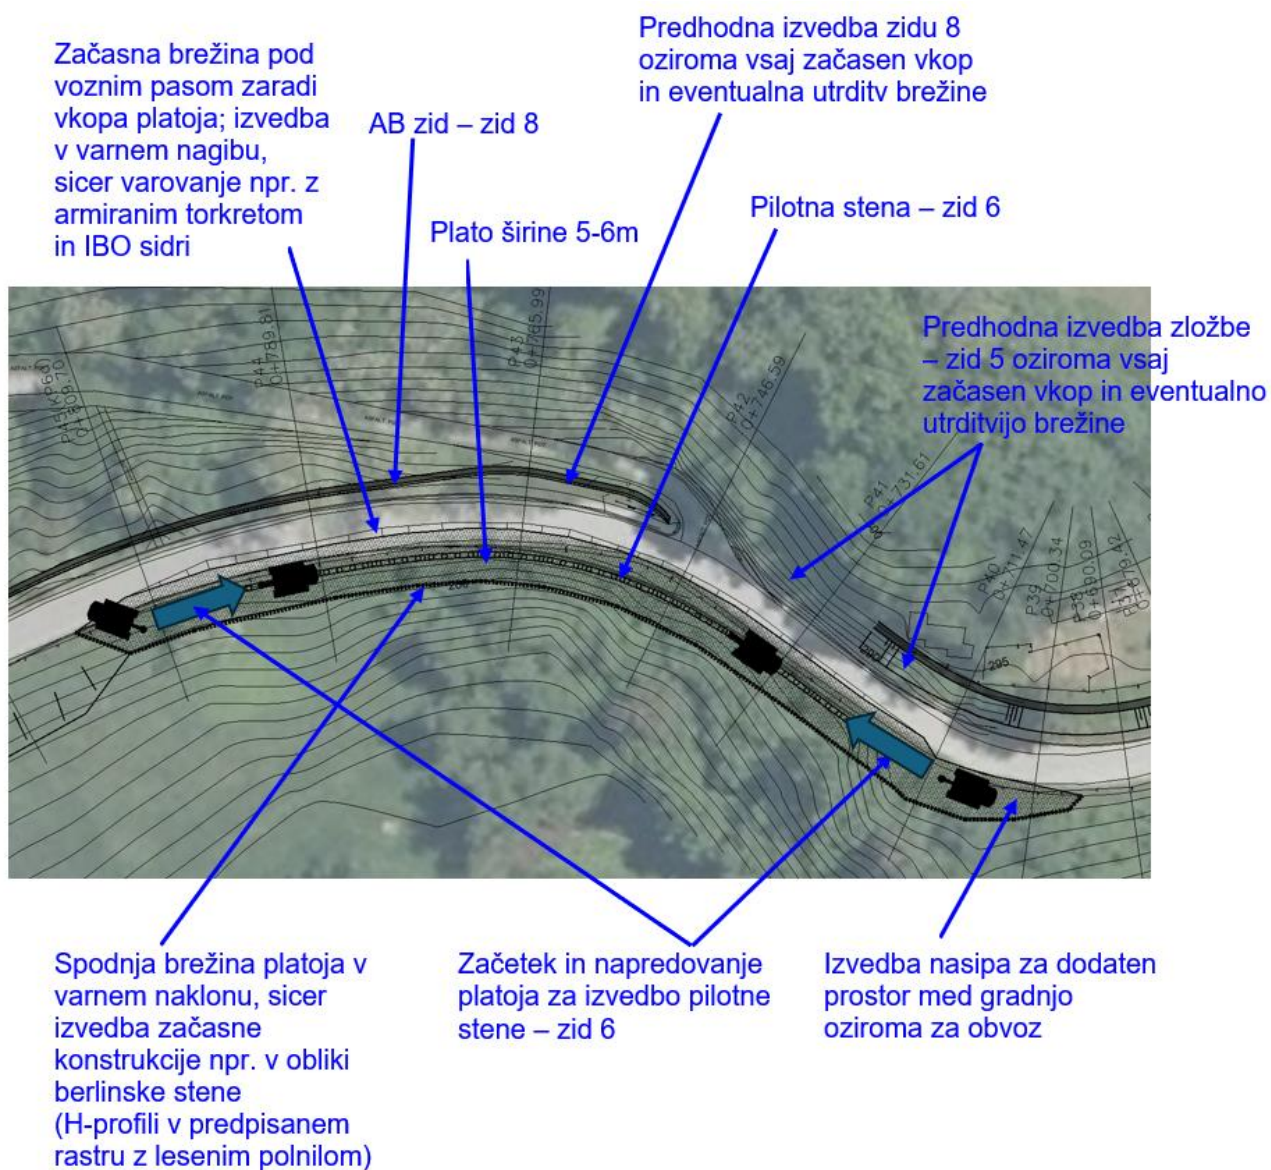 Začasna brežina pod
voznim pasom zaradi
vkopa platoja; izvedba
v varnem nagibu,
sicer varovanje npr. z
armiranim torkretom
in IBO sidri
AB zid – zid 8
Plato širine 5-6m
Predhodna izvedba zidu 8
oziroma vsaj začasen vkop
in eventualna utrditv brežine
Pilotna stena – zid 6
Predhodna izvedba zložbe
– zid 5 oziroma vsaj
začasen vkop in eventualno
utrditvijo brežine
P44
0+789.81
P43
0+765.99
P42
0+746.59
P41
0+731.61
P40
0+711.47
P39
0+700.34
P38
0+690.09
295
290
Spodnja brežina platoja v
varnem naklonu, sicer
izvedba začasne
konstrukcije npr. v obliki
berlinske stene
(H-profili v predpisanem
rastru z lesenim polnilom)
Začetek in napredovanje
platoja za izvedbo pilotne
stene – zid 6
Izvedba nasipa za dodaten
prostor med gradnjo
oziroma za obvoz